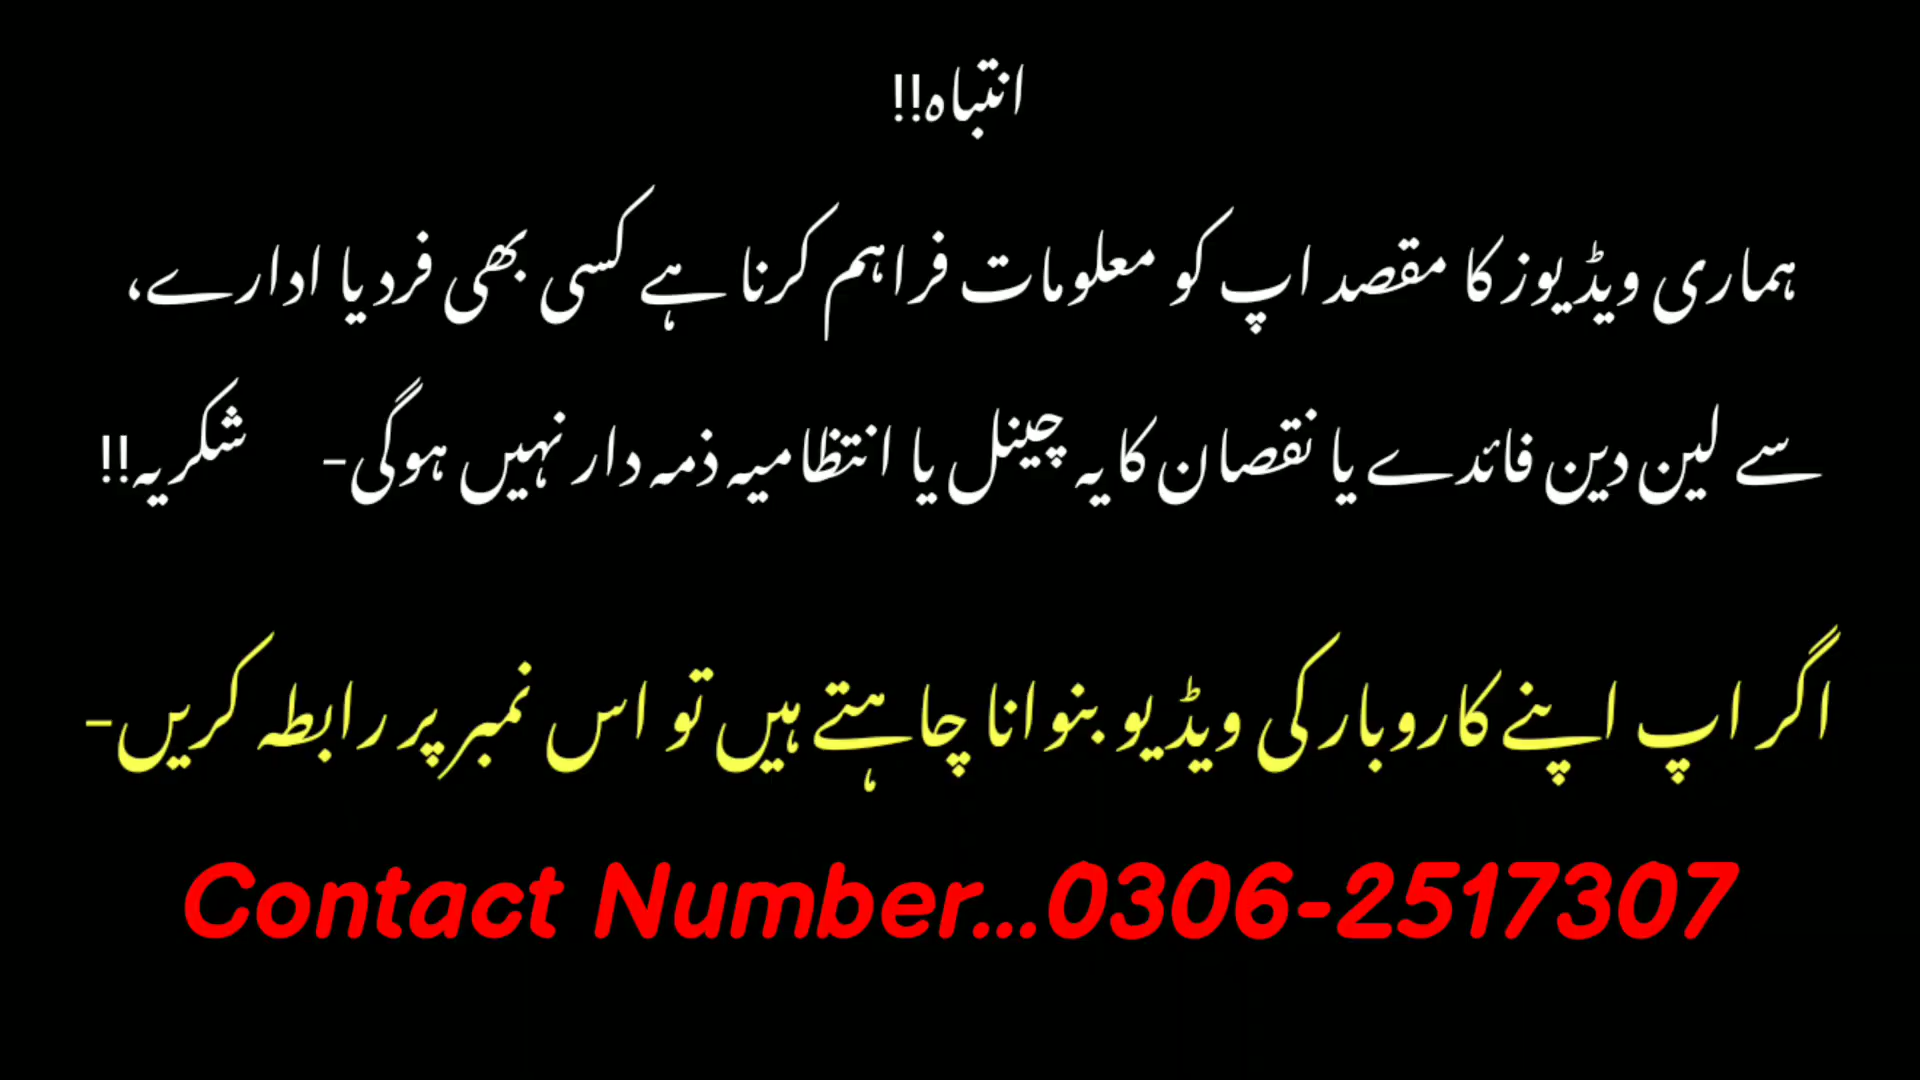 انتباہ!!
ہماری ویڈیوز کا مقصد اپ کو معلومات فراہم کرنا ہے کسی بھی فرد یا ادارے،
سے لین دین فائدے یا نقصان کا یہ چینل یا انتظامیہ ذمہ دار نہیں ہوگی- شکریہ!!
اگر اپ اپنے کاروبار کی ویڈیو بنوانا چاہتے ہیں تو اس نمبر پر رابطہ کریں-
Contact Number...0306-2517307